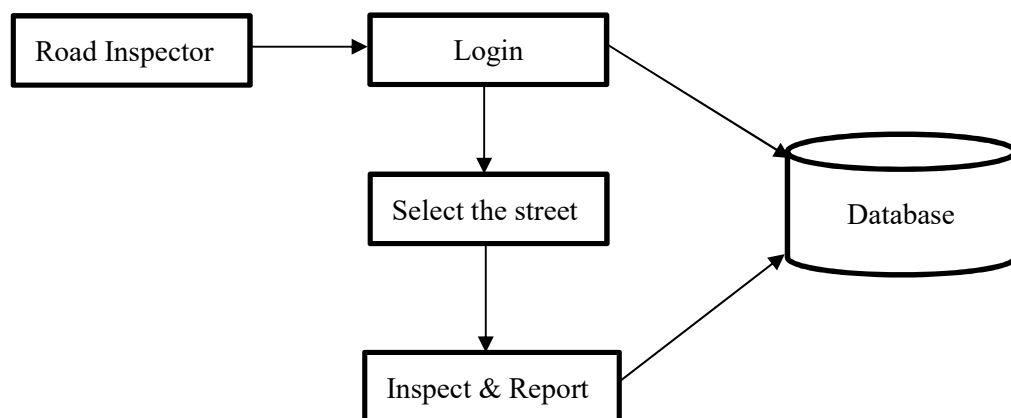 Road Inspector
Login
Select the street
Database
Inspect & Report